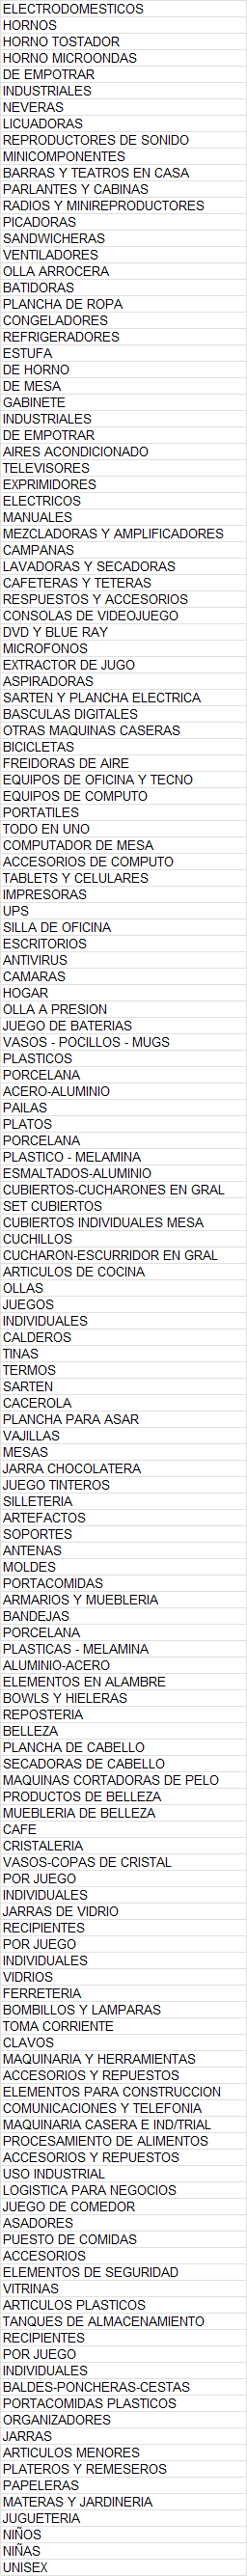 ELECTRODOMESTICOS
HORNOS
HORNO TOSTADOR
HORNO MICROONDAS
DE EMPOTRAR
INDUSTRIALES
NEVERAS
LICUADORAS
REPRODUCTORES DE SONIDO
MINICOMPONENTES
BARRAS Y TEATROS EN CASA
PARLANTES Y CABINAS
RADIOS Y MINIREPRODUCTORES
PICADORAS
SANDWICHERAS
VENTILADORES
OLLA ARROCERA
BATIDORAS
PLANCHA DE ROPA
CONGELADORES
REFRIGERADORES
ESTUFA
DE HORNO
DE MESA
GABINETE
INDUSTRIALES
DE EMPOTRAR
AIRES ACONDICIONADO
TELEVISORES
EXPRIMIDORES
ELECTRICOS
MANUALES
MEZCLADORAS Y AMPLIFICADORES
CAMPANAS
LAVADORAS Y SECADORAS
CAFETERAS Y TETERAS
RESPUESTOS Y ACCESORIOS
CONSOLAS DE VIDEOJUEGO
DVD Y BLUE RAY
MICROFONOS
EXTRACTOR DE JUGO
ASPIRADORAS
SARTEN Y PLANCHA ELECTRICA
BASCULAS DIGITALES
OTRAS MAQUINAS CASERAS
BICICLETAS
FREIDORAS DE AIRE
EQUIPOS DE OFICINA Y TECNO
EQUIPOS DE COMPUTO
PORTATILES
TODO EN UNO
COMPUTADOR DE MESA
ACCESORIOS DE COMPUTO
TABLETS Y CELULARES
IMPRESORAS
UPS
SILLA DE OFICINA
ESCRITORIOS
ANTIVIRUS
CAMARAS
HOGAR
OLLA A PRESION
JUEGO DE BATERIAS
VASOS - POCILLOS - MUGS
PLASTICOS
PORCELANA
ACERO-ALUMINIO
PAILAS
PLATOS
PORCELANA
PLASTICO - MELAMINA
ESMALTADOS-ALUMINIO
CUBIERTOS-CUCHARONES EN GRAL
SET CUBIERTOS
CUBIERTOS INDIVIDUALES MESA
CUCHILLOS
CUCHARON-ESCURRIDOR EN GRAL
ARTICULOS DE COCINA
OLLAS
JUEGOS
INDIVIDUALES
CALDEROS
TINAS
TERMOS
SARTEN
CACEROLA
PLANCHA PARA ASAR
VAJILLAS
MESAS
JARRA CHOCOLATERA
JUEGO TINTEROS
SILLETERIA
ARTEFACTOS
SOPORTES
ANTENAS
MOLDES
PORTACOMIDAS
ARMARIOS Y MUEBLERIA
BANDEJAS
PORCELANA
PLASTICAS - MELAMINA
ALUMINIO-ACERO
ELEMENTOS EN ALAMBRE
BOWLS Y HIELERAS
REPOSTERIA
BELLEZA
PLANCHA DE CABELLO
SECADORAS DE CABELLO
MAQUINAS CORTADORAS DE PELO
PRODUCTOS DE BELLEZA
MUEBLERIA DE BELLEZA
CAFE
CRISTALERIA
VASOS-COPAS DE CRISTAL
POR JUEGO
INDIVIDUALES
JARRAS DE VIDRIO
RECIPIENTES
POR JUEGO
INDIVIDUALES
VIDRIOS
FERRETERIA
BOMBILLOS Y LAMPARAS
TOMA CORRIENTE
CLAVOS
MAQUINARIA Y HERRAMIENTAS
ACCESORIOS Y REPUESTOS
ELEMENTOS PARA CONSTRUCCION
COMUNICACIONES Y TELEFONIA
MAQUINARIA CASERA E IND/TRIAL
PROCESAMIENTO DE ALIMENTOS
ACCESORIOS Y REPUESTOS
USO INDUSTRIAL
LOGISTICA PARA NEGOCIOS
JUEGO DE COMEDOR
ASADORES
PUESTO DE COMIDAS
ACCESORIOS
ELEMENTOS DE SEGURIDAD
VITRINAS
ARTICULOS PLASTICOS
TANQUES DE ALMACENAMIENTO
RECIPIENTES
POR JUEGO
INDIVIDUALES
BALDES-PONCHERAS-CESTAS
PORTACOMIDAS PLASTICOS
ORGANIZADORES
JARRAS
ARTICULOS MENORES
PLATEROS Y REMESEROS
PAPELERAS
MATERAS Y JARDINERIA
JUGUETERIA
NIÑOS
NIÑAS
UNISEX